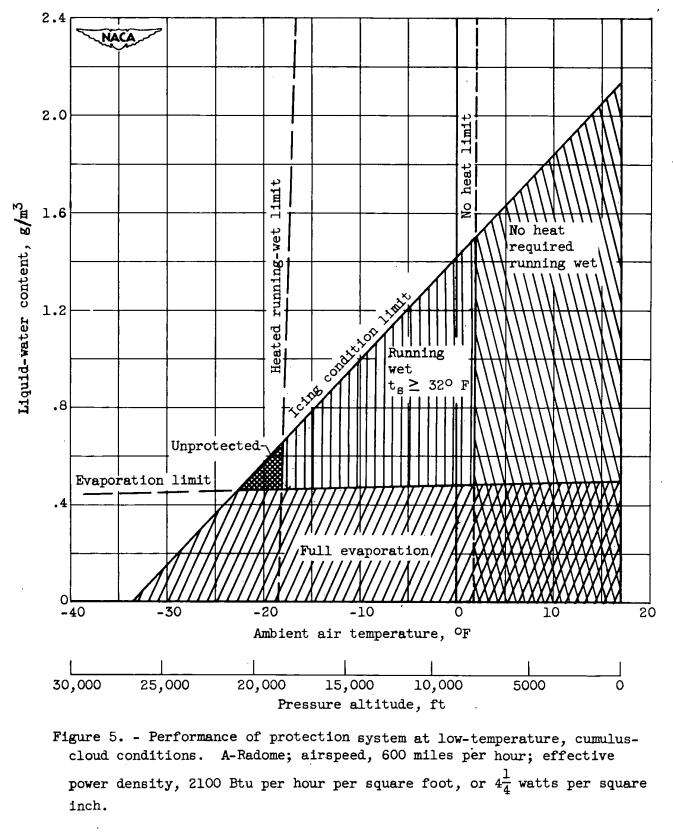 2.4
NACA
2.0
1.6
1.2
.8
.4
0
Liquid-water content, g/m³
Heated running-wet limit
No heat limit
No heat
required
running wet
Icing condition limit
Running
wet
tₛ ≥ 32° F
Unprotected
Evaporation limit
Full evaporation
-40 -30 -20 -10 0 10 20
Ambient air temperature, °F
30,000 25,000 20,000 15,000 10,000 5000 0
Pressure altitude, ft
Figure 5. - Performance of protection system at low-temperature, cumulus-
cloud conditions. A-Radome; airspeed, 600 miles per hour; effective
power density, 2100 Btu per hour per square foot, or 4 1/4 watts per square
inch.